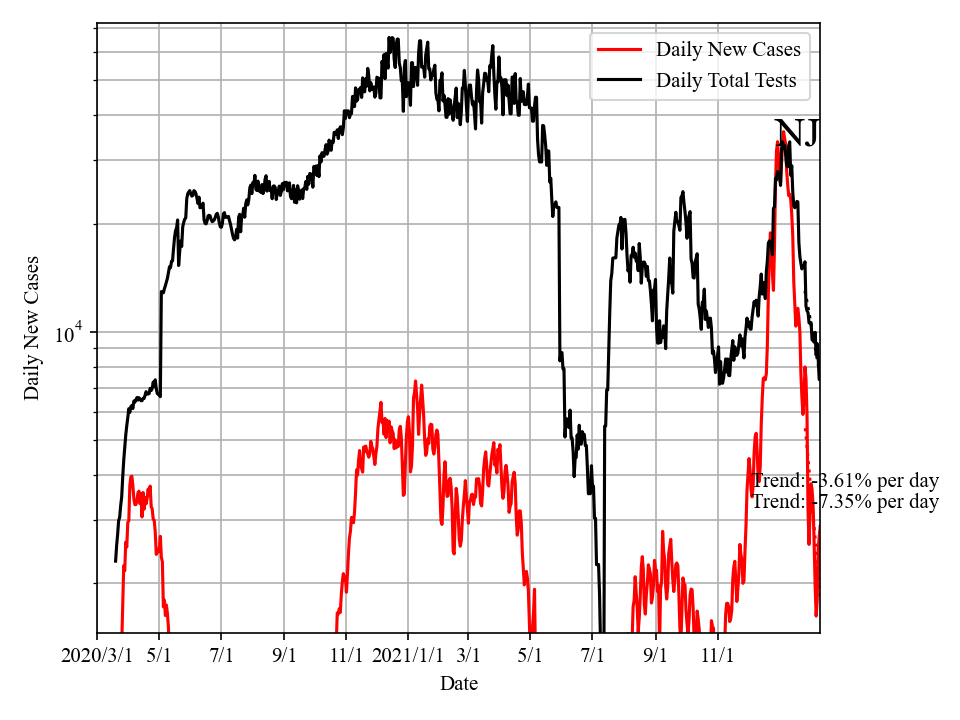 Daily New Cases
Daily Total Tests
NJ
Daily New Cases
10^4
Trend: -3.61% per day
Trend: -7.35% per day
2020/3/1 5/1 7/1 9/1 11/1 2021/1/1 3/1 5/1 7/1 9/1 11/1
Date